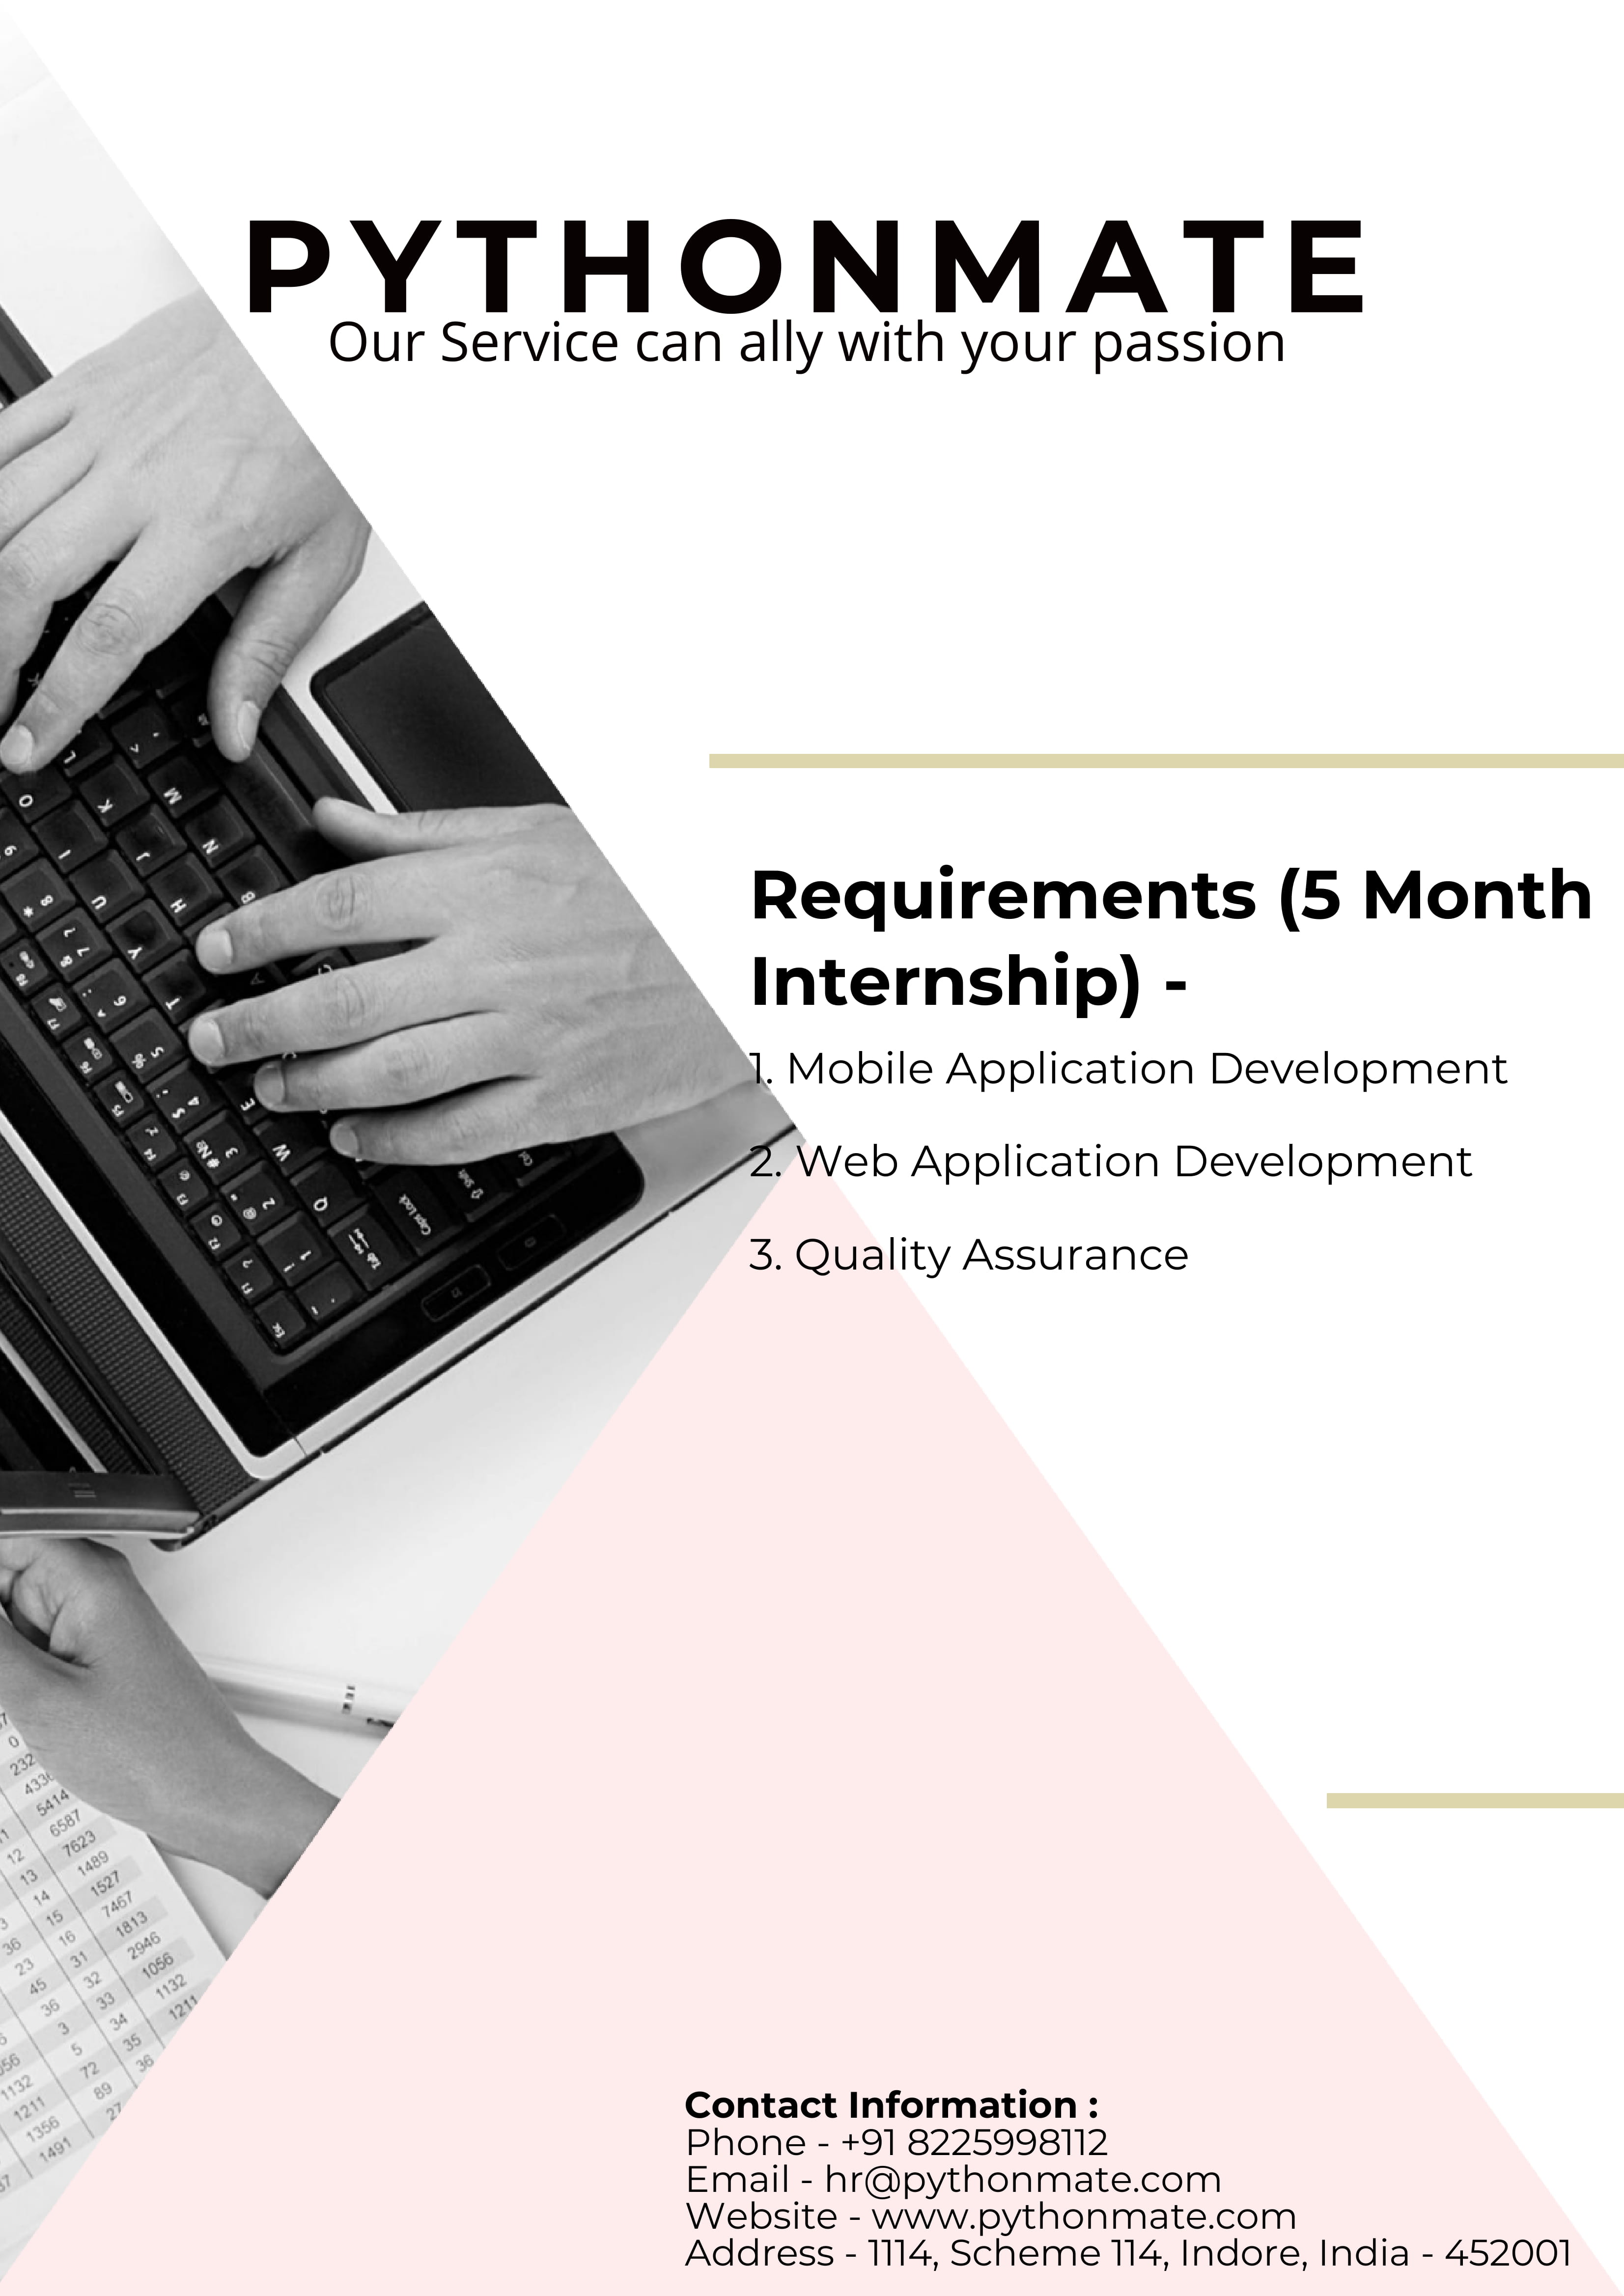 PYTHONMATE
Our Service can ally with your passion
Requirements (5 Month
Internship) -
1. Mobile Application Development
2. Web Application Development
3. Quality Assurance
Contact Information :
Phone - +91 8225998112
Email - hr@pythonmate.com
Website - www.pythonmate.com
Address - 1114, Scheme 114, Indore, India - 452001